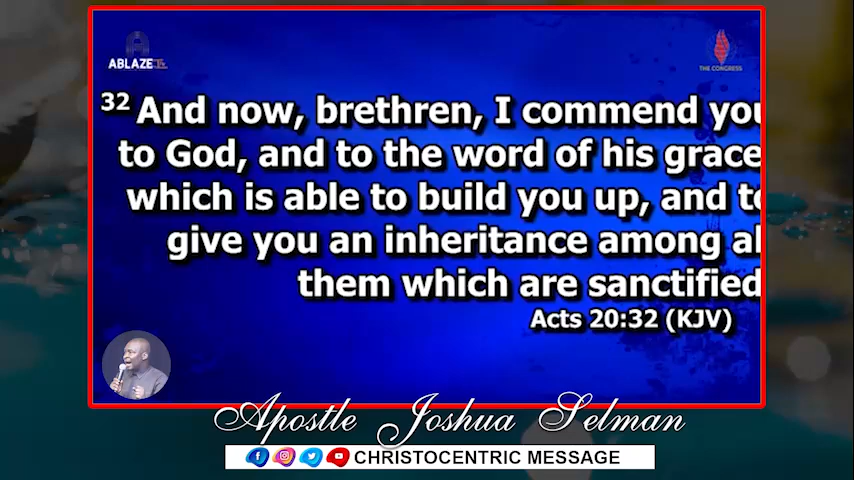 ABLAZE TV
THE CONGRESS
32 And now, brethren, I commend you
to God, and to the word of his grace
which is able to build you up, and to
give you an inheritance among al
them which are sanctified
Acts 20:32 (KJV)
Apostle Joshua Selman
CHRISTOCENTRIC MESSAGE